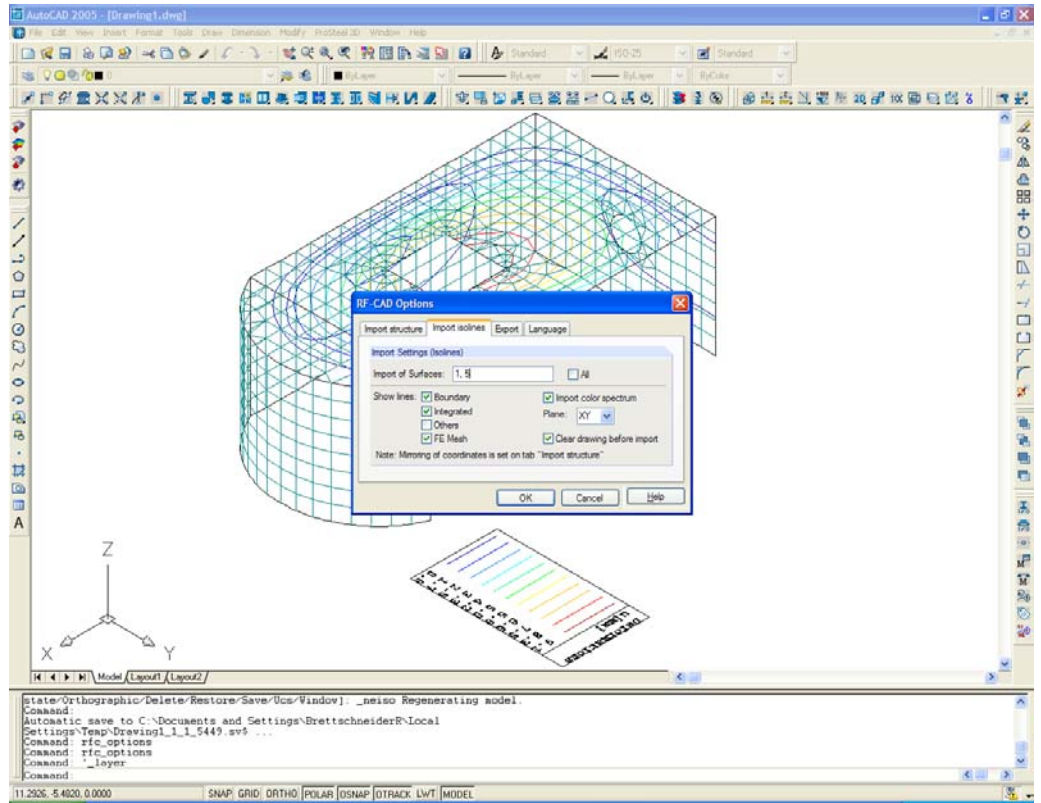 AutoCAD 2005 - [Drawing1.dwg]
File Edit View Insert Format Tools Draw Dimension Modify ProSteel 3D Window Help
Standard ISO-25 Standard
0 ByLayer ByLayer ByLayer ByColor
RF-CAD Options
Import structure Import isolines Export Language
Import Settings (Isolines)
Import of Surfaces: 1, 5 All
Show lines: Boundary Import color spectrum
Integrated Plane: XY
Others
FE Mesh Clear drawing before import
Note: Mirroring of coordinates is set on tab "Import structure"
OK Cancel Help
Z
X Y
u [mm]
Model Layout1 Layout2
state/Orthographic/Delete/Restore/Save/Ucs/Window]: _neiso Regenerating model.
Command:
Automatic save to C:\Documents and Settings\BrettschneiderR\Local
Settings\Temp\Drawing1_1_1_5449.sv$ ...
Command: rfc_options
Command: rfc_options
Command: '_layer
Command:
11.2926, -5.4820, 0.0000 SNAP GRID ORTHO POLAR OSNAP OTRACK LWT MODEL